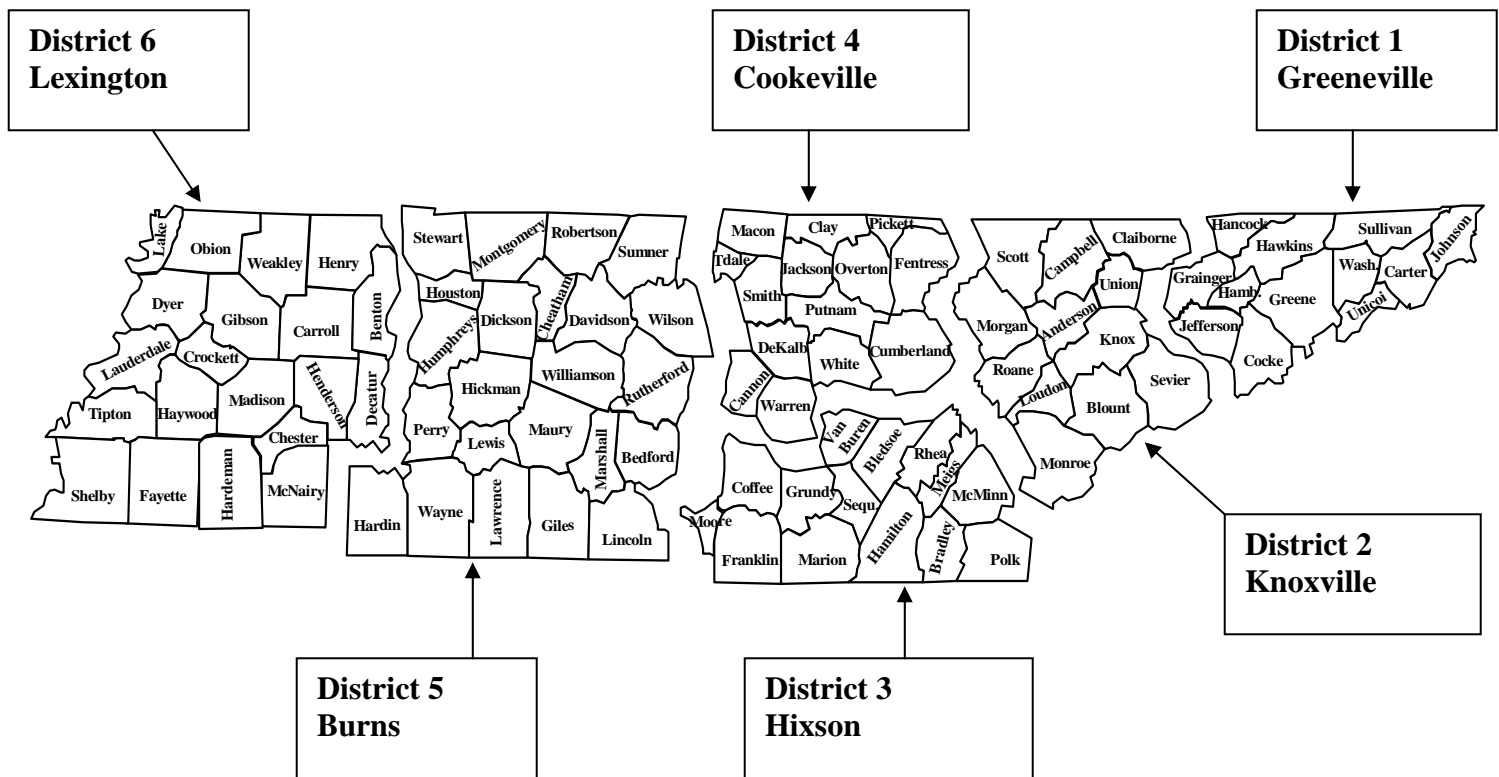 District 6
Lexington
District 4
Cookeville
District 1
Greeneville
Lake
Obion
Weakley
Henry
Benton
Dyer
Gibson
Carroll
Lauderdale
Crockett
Henderson
Decatur
Tipton
Haywood
Madison
Chester
Shelby
Fayette
Hardeman
McNairy
Stewart
Montgomery
Robertson
Sumner
Houston
Humphreys
Dickson
Cheatham
Davidson
Wilson
Hickman
Williamson
Rutherford
Perry
Lewis
Maury
Marshall
Bedford
Hardin
Wayne
Lawrence
Giles
Lincoln
Macon
Clay
Pickett
Tdale
Jackson
Overton
Fentress
Smith
Putnam
DeKalb
White
Cumberland
Cannon
Warren
Van
Buren
Bledsoe
Rhea
Meigs
McMinn
Coffee
Grundy
Sequ.
Moore
Franklin
Marion
Hamilton
Bradley
Polk
Scott
Campbell
Claiborne
Union
Morgan
Anderson
Knox
Roane
Loudon
Blount
Sevier
Monroe
Hancock
Hawkins
Sullivan
Johnson
Grainger
Hamb.
Greene
Wash.
Carter
Unicoi
Jefferson
Cocke
District 2
Knoxville
District 5
Burns
District 3
Hixson